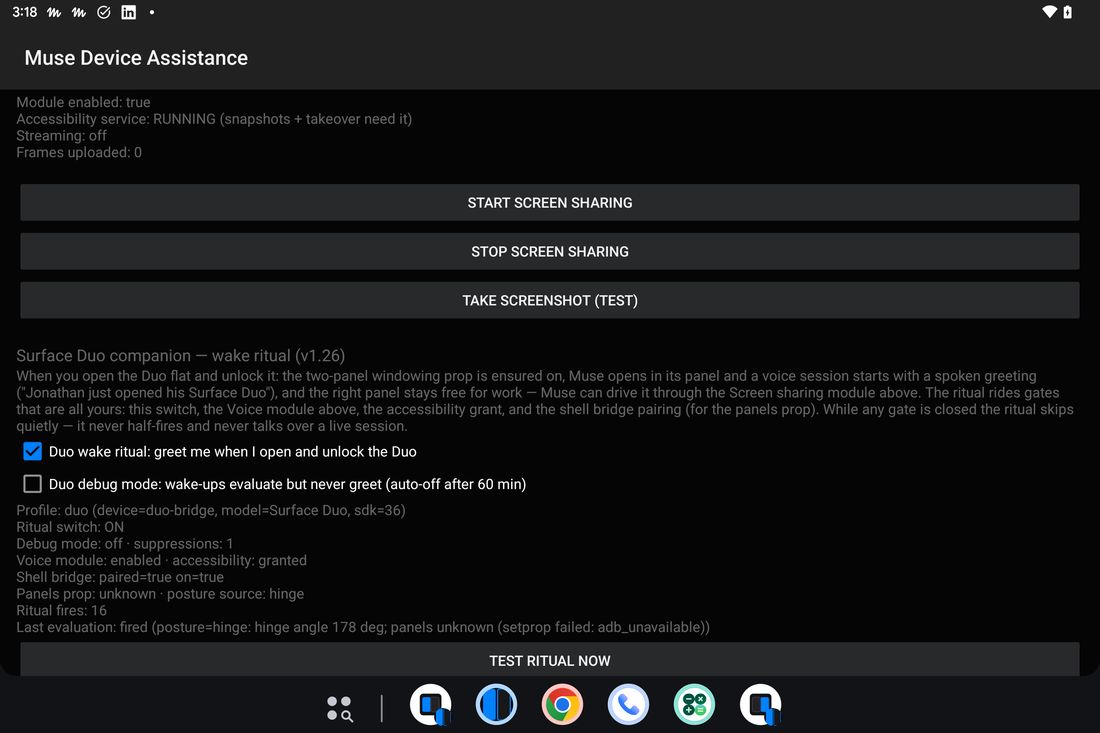 3:18
Muse Device Assistance
Module enabled: true
Accessibility service: RUNNING (snapshots + takeover need it)
Streaming: off
Frames uploaded: 0
START SCREEN SHARING
STOP SCREEN SHARING
TAKE SCREENSHOT (TEST)
Surface Duo companion — wake ritual (v1.26)
When you open the Duo flat and unlock it: the two-panel windowing prop is ensured on, Muse opens in its panel and a voice session starts with a spoken greeting
("Jonathan just opened his Surface Duo"), and the right panel stays free for work — Muse can drive it through the Screen sharing module above. The ritual rides gates
that are all yours: this switch, the Voice module above, the accessibility grant, and the shell bridge pairing (for the panels prop). While any gate is closed the ritual skips
quietly — it never half-fires and never talks over a live session.
Duo wake ritual: greet me when I open and unlock the Duo
Duo debug mode: wake-ups evaluate but never greet (auto-off after 60 min)
Profile: duo (device=duo-bridge, model=Surface Duo, sdk=36)
Ritual switch: ON
Debug mode: off · suppressions: 1
Voice module: enabled · accessibility: granted
Shell bridge: paired=true on=true
Panels prop: unknown · posture source: hinge
Ritual fires: 16
Last evaluation: fired (posture=hinge: hinge angle 178 deg; panels unknown (setprop failed: adb_unavailable))
TEST RITUAL NOW